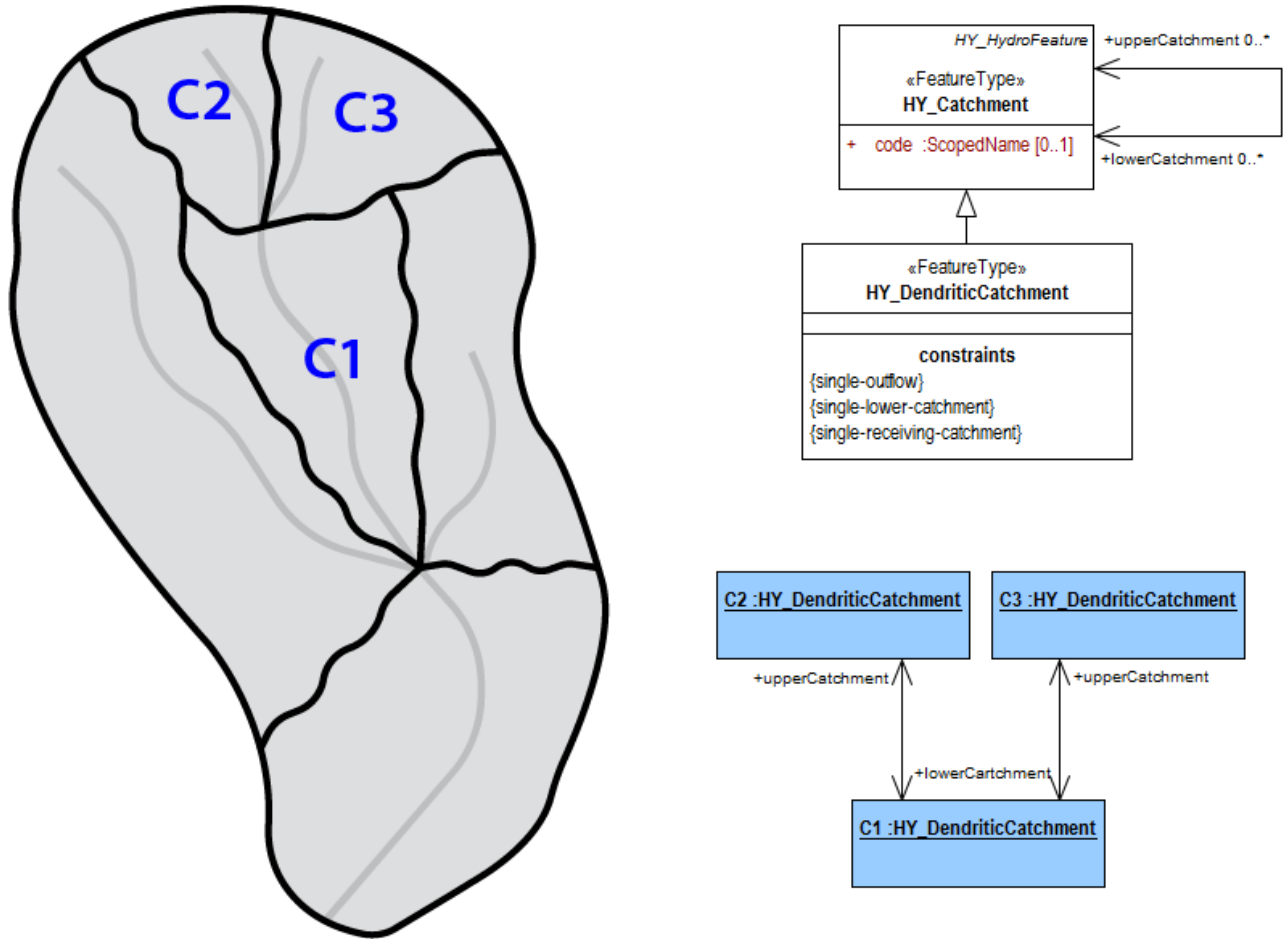 C2
C3
C1
HY_HydroFeature
«FeatureType»
HY_Catchment
+ code :ScopedName [0..1]
+upperCatchment 0..*
+lowerCatchment 0..*
«FeatureType»
HY_DendriticCatchment
constraints
{single-outflow}
{single-lower-catchment}
{single-receiving-catchment}
C2 :HY_DendriticCatchment
C3 :HY_DendriticCatchment
+upperCatchment
+upperCatchment
+lowerCartchment
C1 :HY_DendriticCatchment